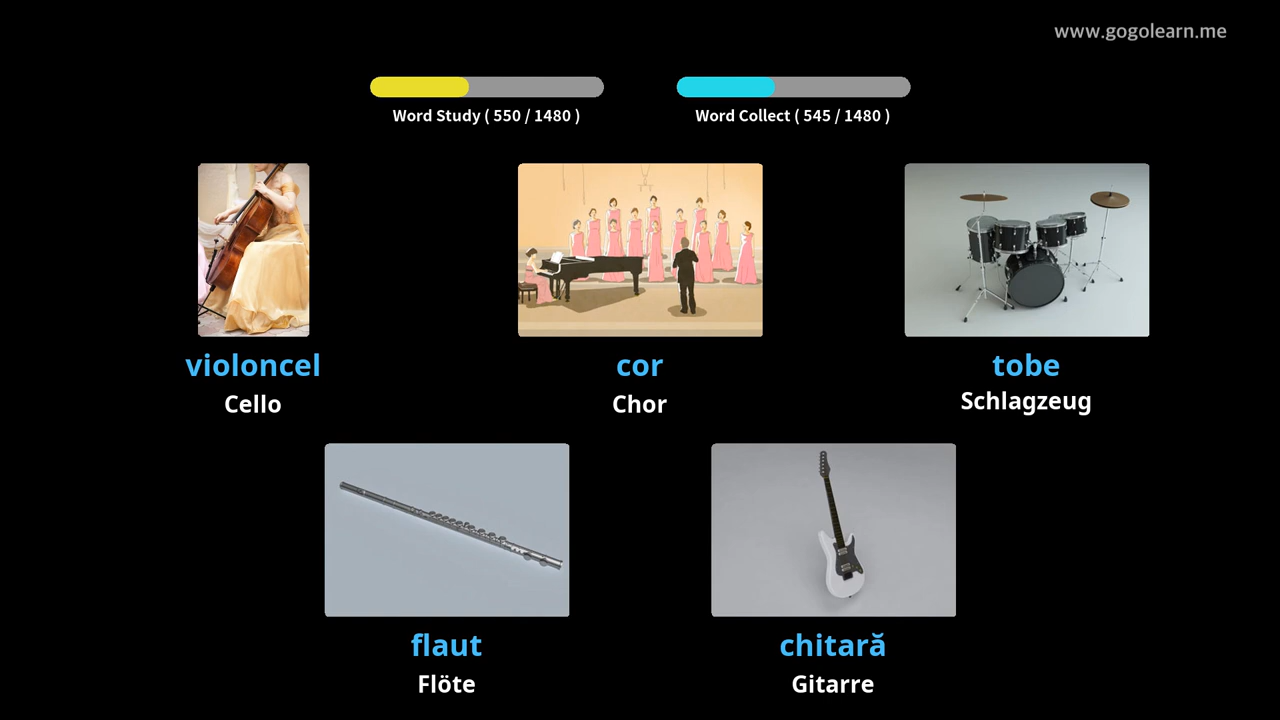 www.gogolearn.me
Word Study ( 550 / 1480 )
Word Collect ( 545 / 1480 )
violoncel
Cello
cor
Chor
tobe
Schlagzeug
flaut
Flöte
chitară
Gitarre